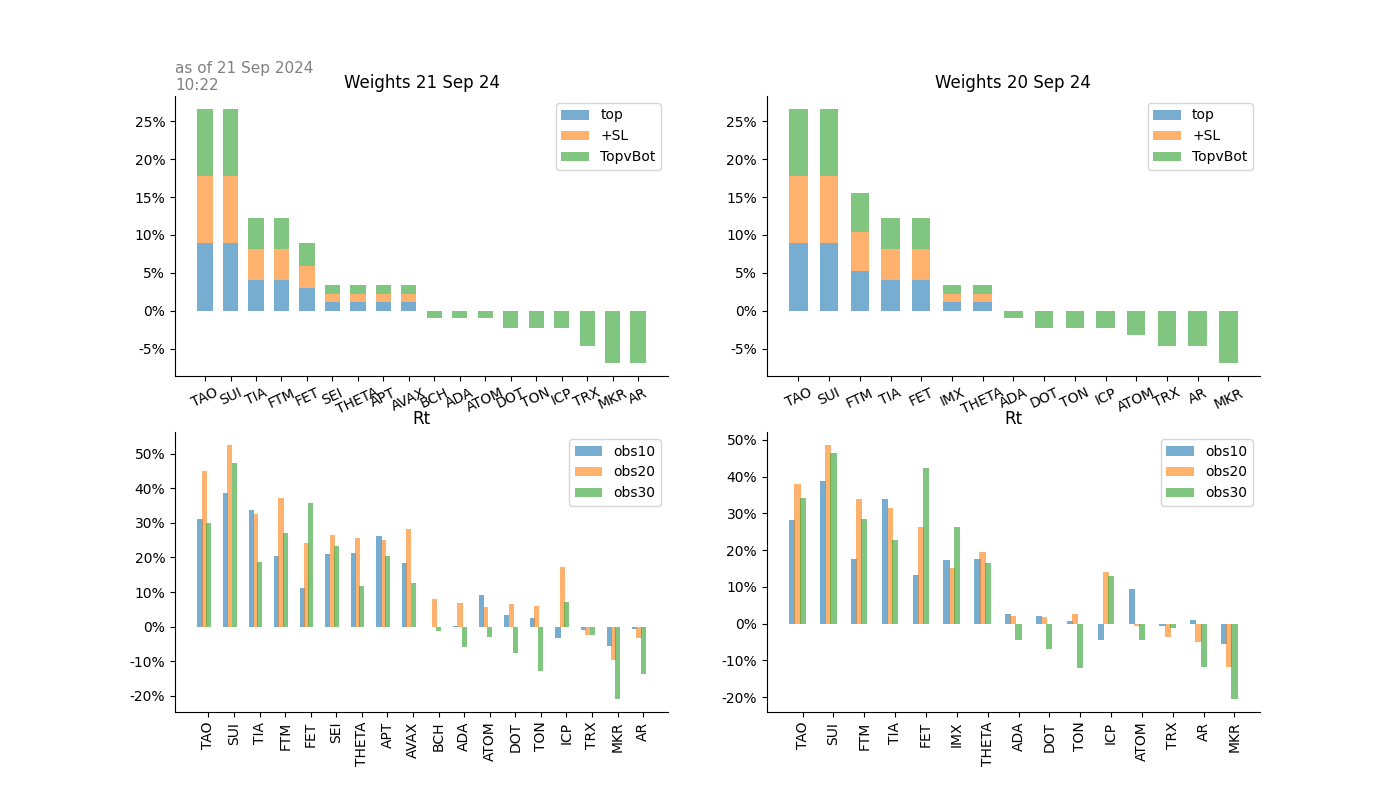 as of 21 Sep 2024
10:22
Weights 21 Sep 24
25%
20%
15%
10%
5%
0%
-5%
top
+SL
TopvBot
TAO SUI TIA FTM FET SEI THETA APT AVAX BCH ADA ATOM DOT TON ICP TRX MKR AR
Weights 20 Sep 24
25%
20%
15%
10%
5%
0%
-5%
top
+SL
TopvBot
TAO SUI FTM TIA FET IMX THETA ADA DOT TON ICP ATOM TRX AR MKR
Rt
50%
40%
30%
20%
10%
0%
-10%
-20%
obs10
obs20
obs30
TAO SUI TIA FTM FET SEI THETA APT AVAX BCH ADA ATOM DOT TON ICP TRX MKR AR
Rt
50%
40%
30%
20%
10%
0%
-10%
-20%
obs10
obs20
obs30
TAO SUI FTM TIA FET IMX THETA ADA DOT TON ICP ATOM TRX AR MKR